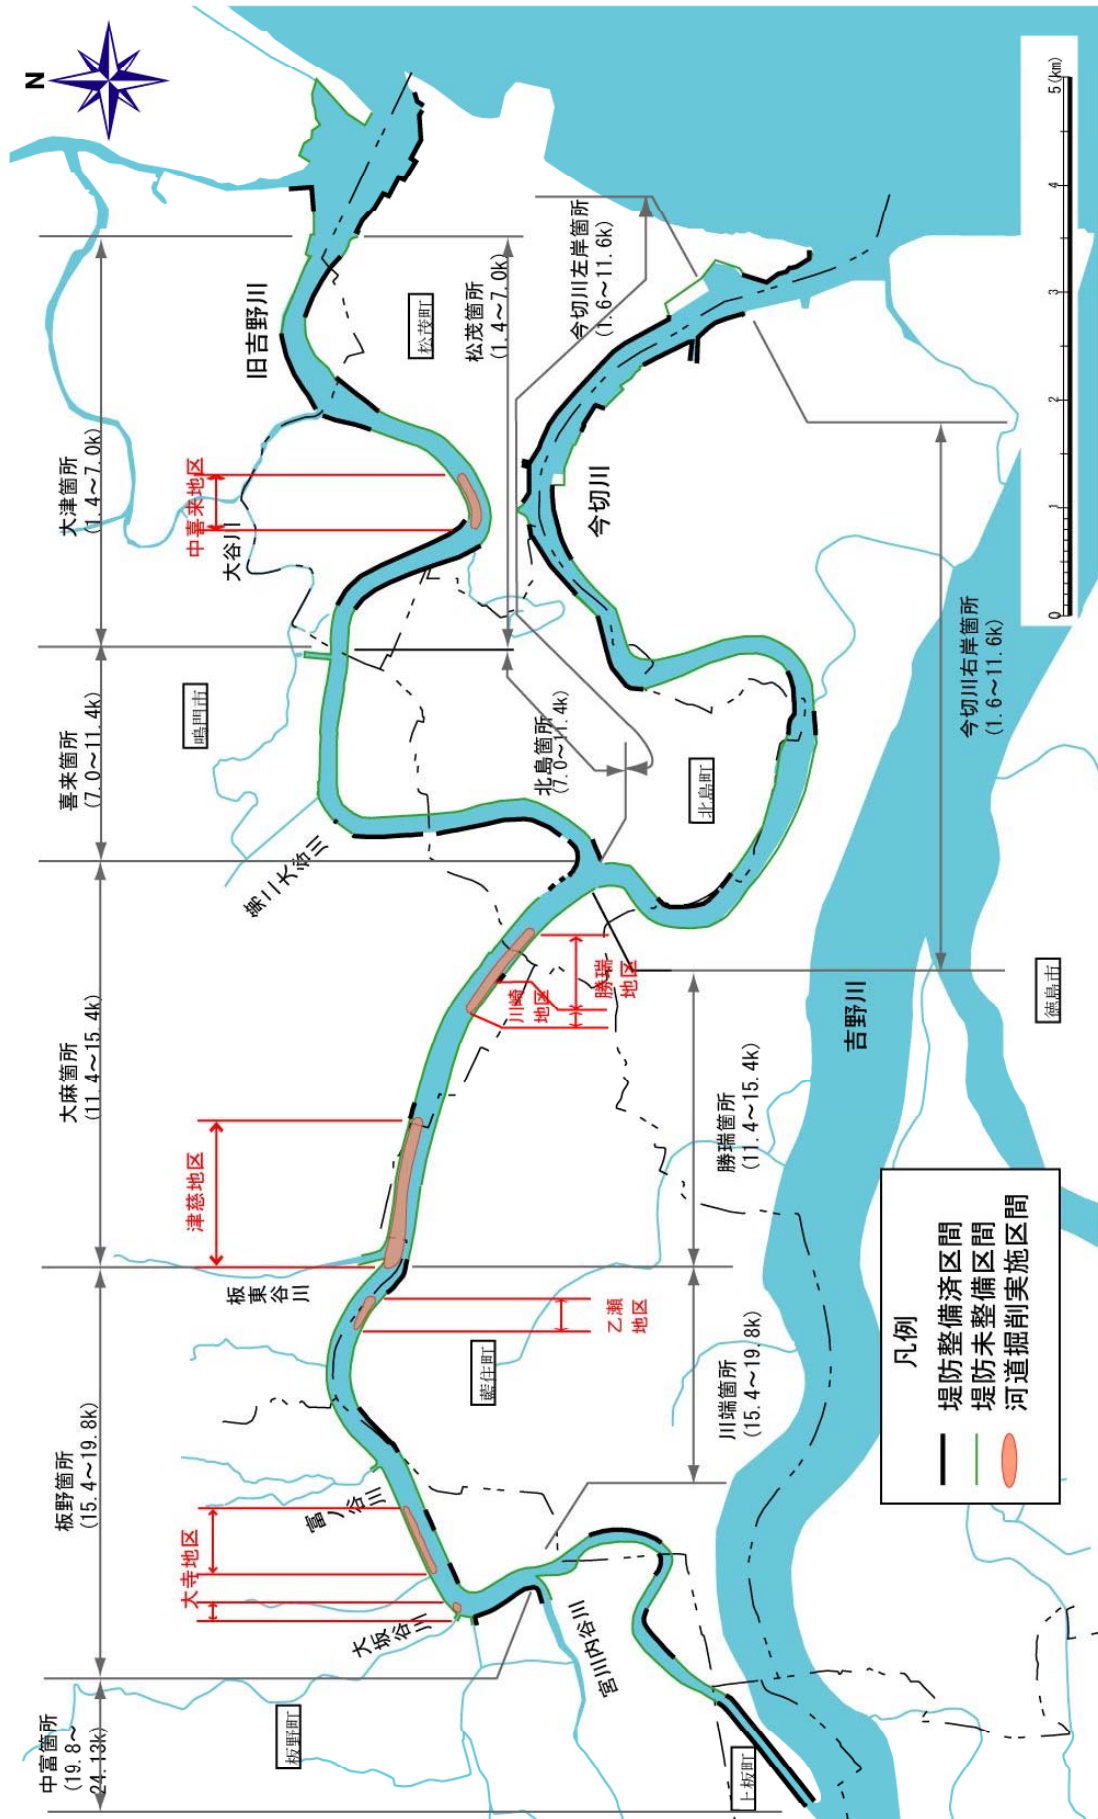 N
大津箇所
(1.4～7.0k)
喜来箇所
(7.0～11.4k)
大麻箇所
(11.4～15.4k)
板野箇所
(15.4～19.8k)
中富箇所
(19.8～
24.13k)
中喜来地区
大谷川
鳴門市
津慈地区
板東谷川
大寺地区
富ノ谷川
大坂谷川
板野町
旧吉野川
松茂町
松茂箇所
(1.4～7.0k)
今切川左岸箇所
(1.6～11.6k)
今切川
北島箇所
(7.0～11.4k)
北島町
川崎
地区
勝瑞
地区
乙瀬
地区
藍住町
宮川内谷川
上板町
勝瑞箇所
(11.4～15.4k)
川端箇所
(15.4～19.8k)
今切川右岸箇所
(1.6～11.6k)
吉野川
徳島市
0 1 2 3 4 5(km)
凡例
堤防整備済区間
堤防未整備区間
河道掘削実施区間